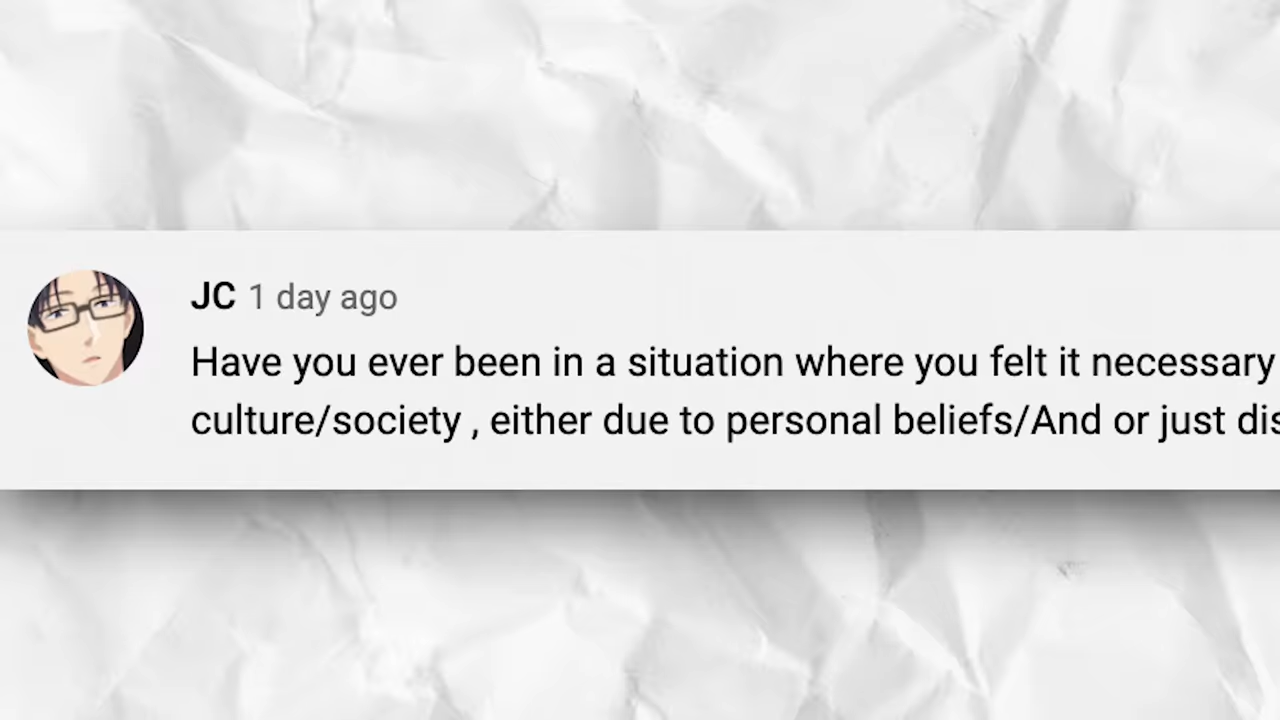 JC 1 day ago
Have you ever been in a situation where you felt it necessary
culture/society , either due to personal beliefs/And or just